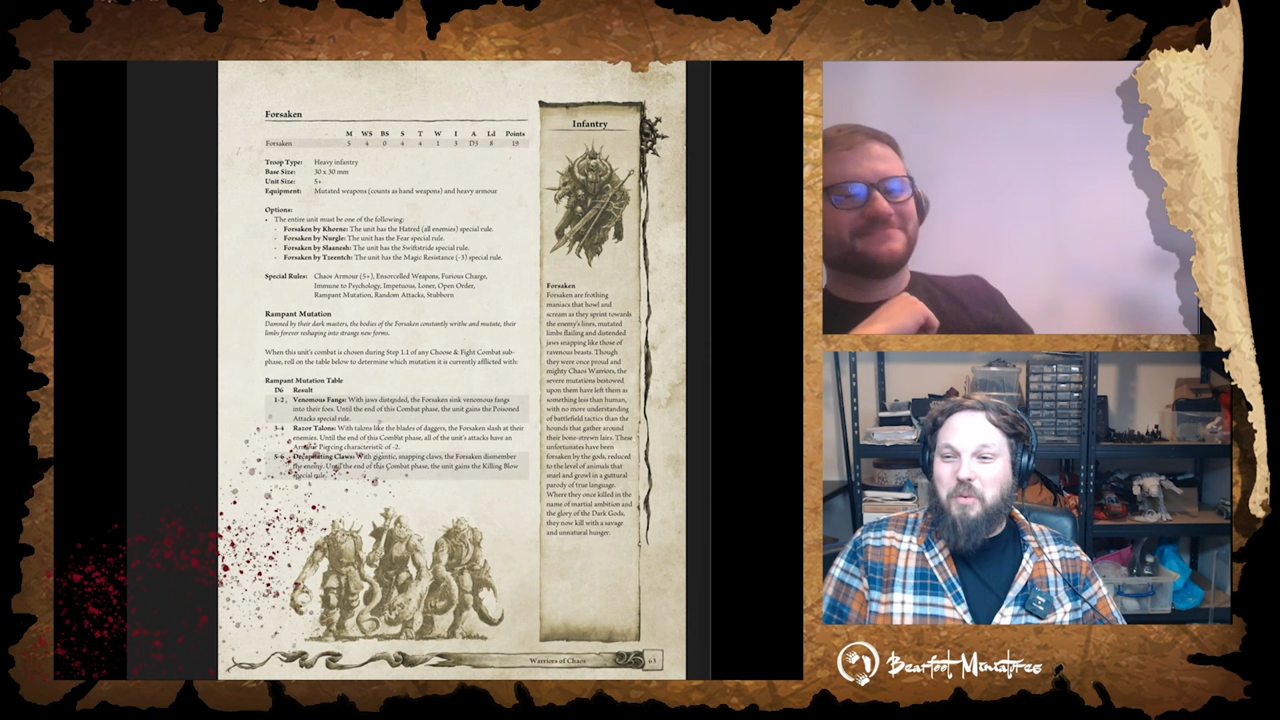 Forsaken
M WS BS S T W I A Ld Points
Forsaken 5 4 0 4 4 1 3 D3 8 19
Troop Type: Heavy infantry
Base Size: 30 x 30 mm
Unit Size: 5+
Equipment: Mutated weapons (counts as hand weapons) and heavy armour
Options:
• The entire unit must be one of the following:
- Forsaken by Khorne: The unit has the Hatred (all enemies) special rule.
- Forsaken by Nurgle: The unit has the Fear special rule.
- Forsaken by Slaanesh: The unit has the Swiftstride special rule.
- Forsaken by Tzeentch: The unit has the Magic Resistance (-3) special rule.
Special Rules: Chaos Armour (5+), Ensorcelled Weapons, Furious Charge,
Immune to Psychology, Impetuous, Loner, Open Order,
Rampant Mutation, Random Attacks, Stubborn
Rampant Mutation
Damned by their dark masters, the bodies of the Forsaken constantly writhe and mutate, their
limbs forever reshaping into strange new forms.
When this unit's combat is chosen during Step 1.1 of any Choose & Fight Combat sub-
phase, roll on the table below to determine which mutation it is currently afflicted with:
Rampant Mutation Table
D6 Result
1-2 Venomous Fangs: With jaws distended, the Forsaken sink venomous fangs
into their foes. Until the end of this Combat phase, the unit gains the Poisoned
Attacks special rule.
3-4 Razor Talons: With talons like the blades of daggers, the Forsaken slash at their
enemies. Until the end of this Combat phase, all of the unit's attacks have an
Armour Piercing characteristic of -2.
5-6 Decapitating Claws: With gigantic, snapping claws, the Forsaken dismember
the enemy. Until the end of this Combat phase, the unit gains the Killing Blow
special rule.
Infantry
Forsaken
Forsaken are frothing
maniacs that howl and
scream as they sprint towards
the enemy's lines, mutated
limbs flailing and distended
jaws snapping like those of
ravenous beasts. Though
they were once proud and
mighty Chaos Warriors, the
severe mutations bestowed
upon them have left them as
something less than human,
with no more understanding
of battlefield tactics than the
hounds that gather around
their bone-strewn lairs. These
unfortunates have been
forsaken by the gods, reduced
to the level of animals that
snarl and growl in a guttural
parody of true language.
Where they once killed in the
name of martial ambition and
the glory of the Dark Gods,
they now kill with a savage
and unnatural hunger.
Warriors of Chaos
63
Bearfoot Miniatures